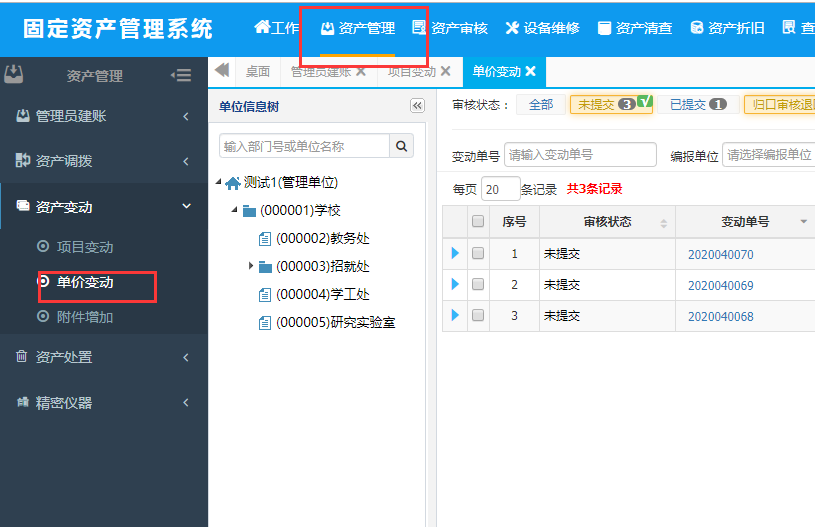 固定资产管理系统 工作 资产管理 资产审核 设备维修 资产清查 资产折旧 查
资产管理
桌面 管理员建账 项目变动 单价变动
管理员建账
资产调拨
资产变动
项目变动
单价变动
附件增加
资产处置
精密仪器
单位信息树
输入部门号或单位名称
测试1(管理单位)
(000001)学校
(000002)教务处
(000003)招就处
(000004)学工处
(000005)研究实验室
审核状态： 全部 未提交 3 已提交 1 归口审核退
变动单号 请输入变动单号 编报单位 请选择编报单位
每页 20 条记录 共3条记录
序号 审核状态 变动单号
1 未提交 2020040070
2 未提交 2020040069
3 未提交 2020040068